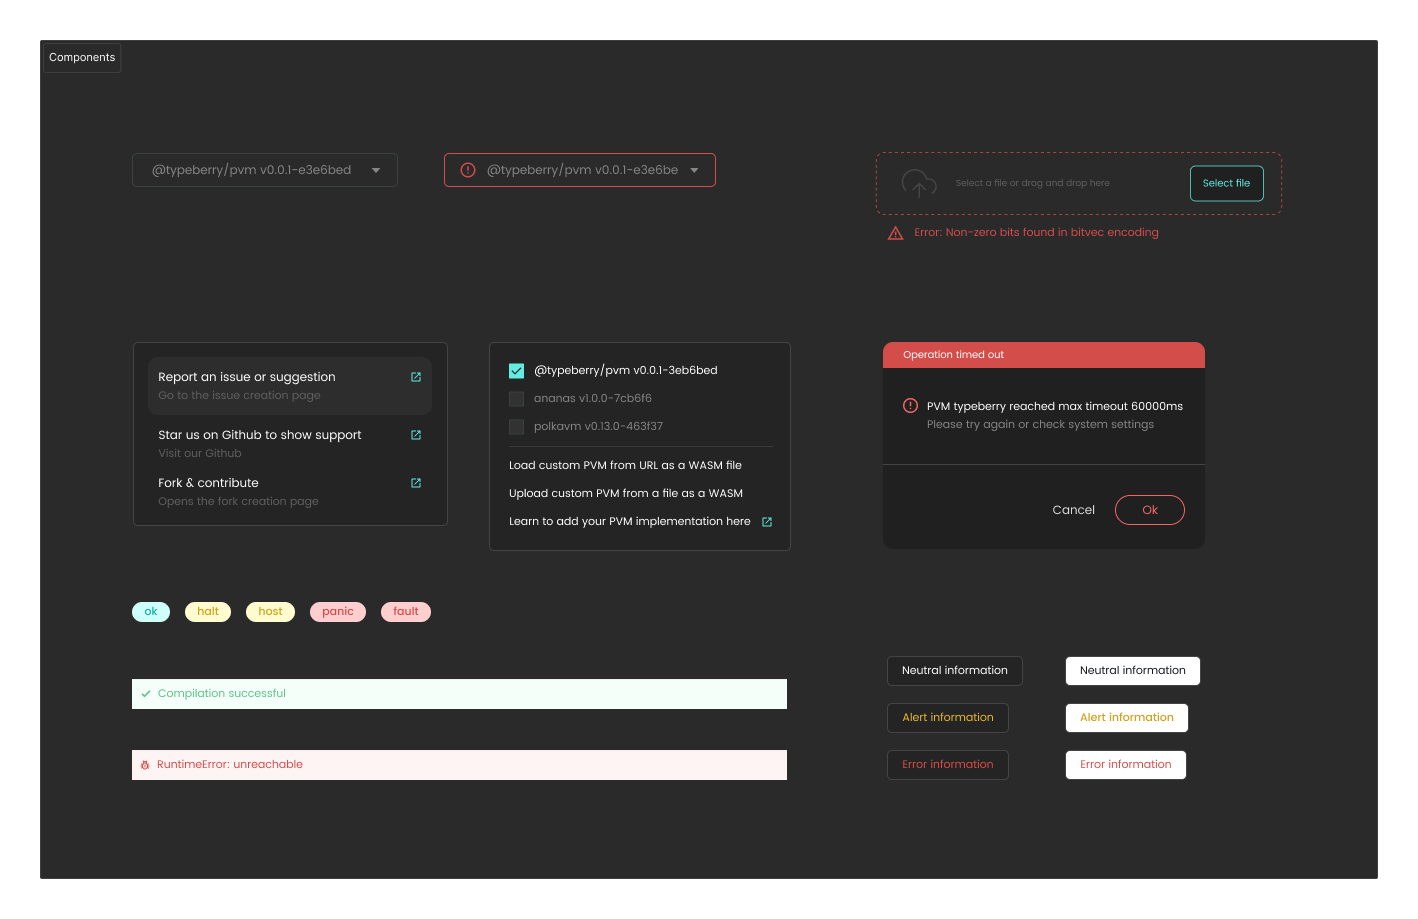 Components
@typeberry/pvm v0.0.1-e3e6bed
@typeberry/pvm v0.0.1-e3e6be
Select a file or drag and drop here
Select file
Error: Non-zero bits found in bitvec encoding
Report an issue or suggestion
Go to the issue creation page
Star us on Github to show support
Visit our Github
Fork & contribute
Opens the fork creation page
@typeberry/pvm v0.0.1-3eb6bed
ananas v1.0.0-7cb6f6
polkavm v0.13.0-463f37
Load custom PVM from URL as a WASM file
Upload custom PVM from a file as a WASM
Learn to add your PVM implementation here
Operation timed out
PVM typeberry reached max timeout 60000ms
Please try again or check system settings
Cancel
Ok
ok
halt
host
panic
fault
Compilation successful
RuntimeError: unreachable
Neutral information
Neutral information
Alert information
Alert information
Error information
Error information